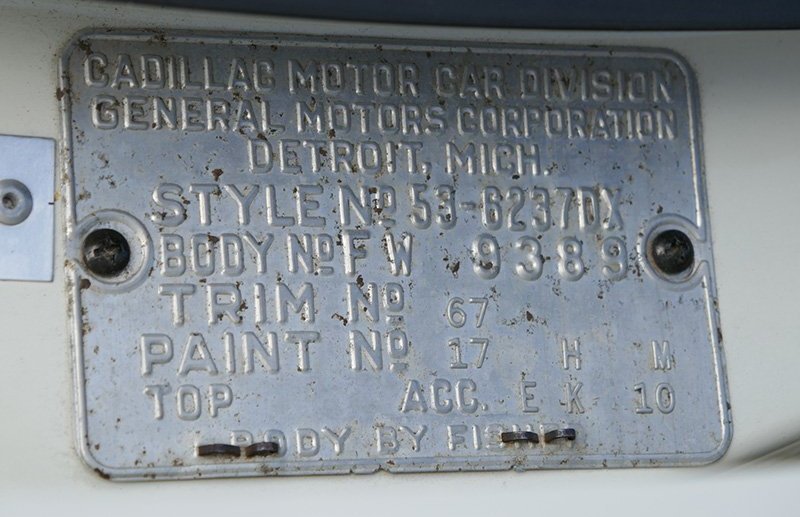 CADILLAC MOTOR CAR DIVISION
GENERAL MOTORS CORPORATION
DETROIT, MICH.
STYLE Nº 53-6237DX
BODY Nº FW 9389
TRIM Nº 67
PAINT Nº 17 H M
TOP ACC. E K 10
BODY BY